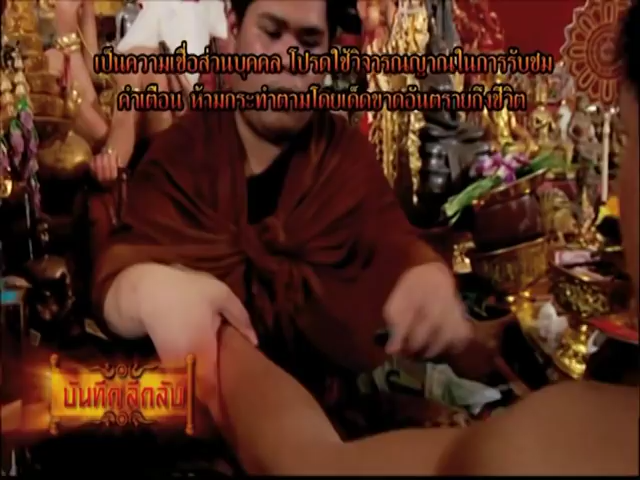 เป็นความเชื่อส่วนบุคคล โปรดใช้วิจารณญาณในการรับชม
คำเตือน ห้ามกระทำตามโดยเด็ดขาดอันตรายถึงชีวิต
บันทึกลึกลับ